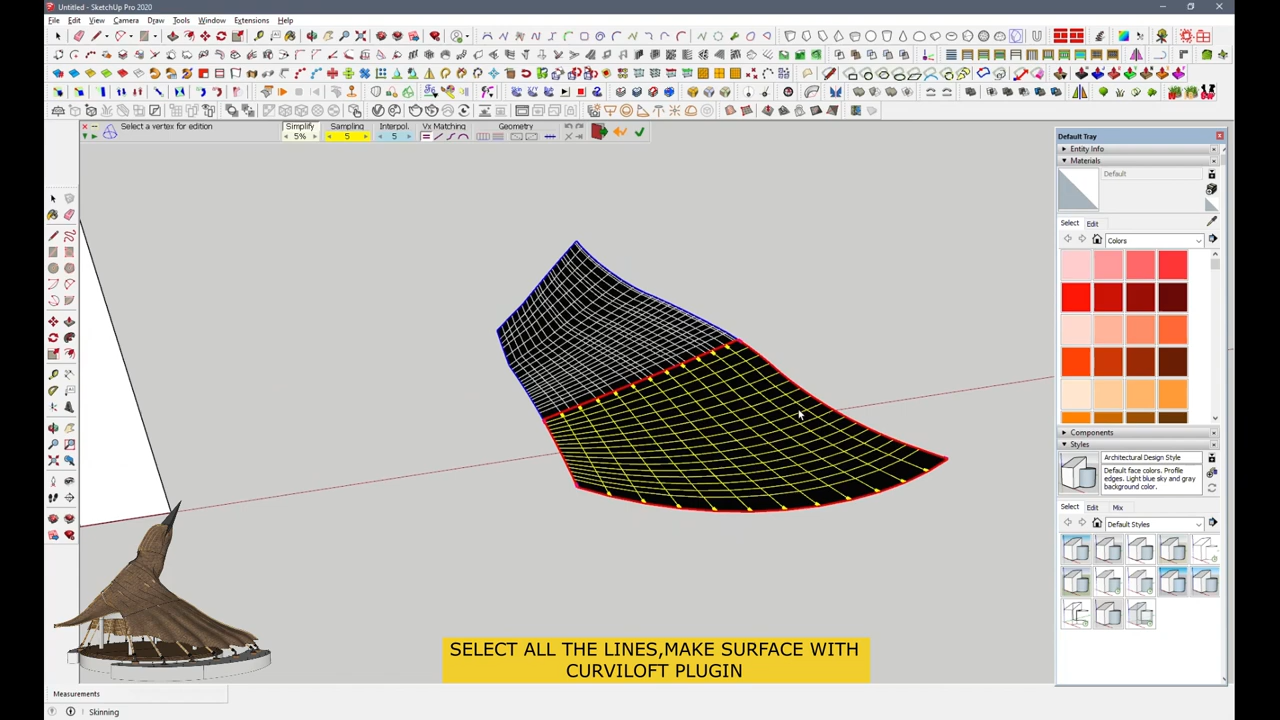 Untitled - SketchUp Pro 2020
File Edit View Camera Draw Tools Window Extensions Help
Select a vertex for edition
Simplify Sampling Interpol. Vx Matching Geometry
5% 5 5
Default Tray
Entity Info
Materials
Default
Select Edit
Colors
Components
Styles
Architectural Design Style
Default face colors. Profile
edges. Light blue sky and gray
background color.
Select Edit Mix
Default Styles
SELECT ALL THE LINES,MAKE SURFACE WITH
CURVILOFT PLUGIN
Measurements
Skinning